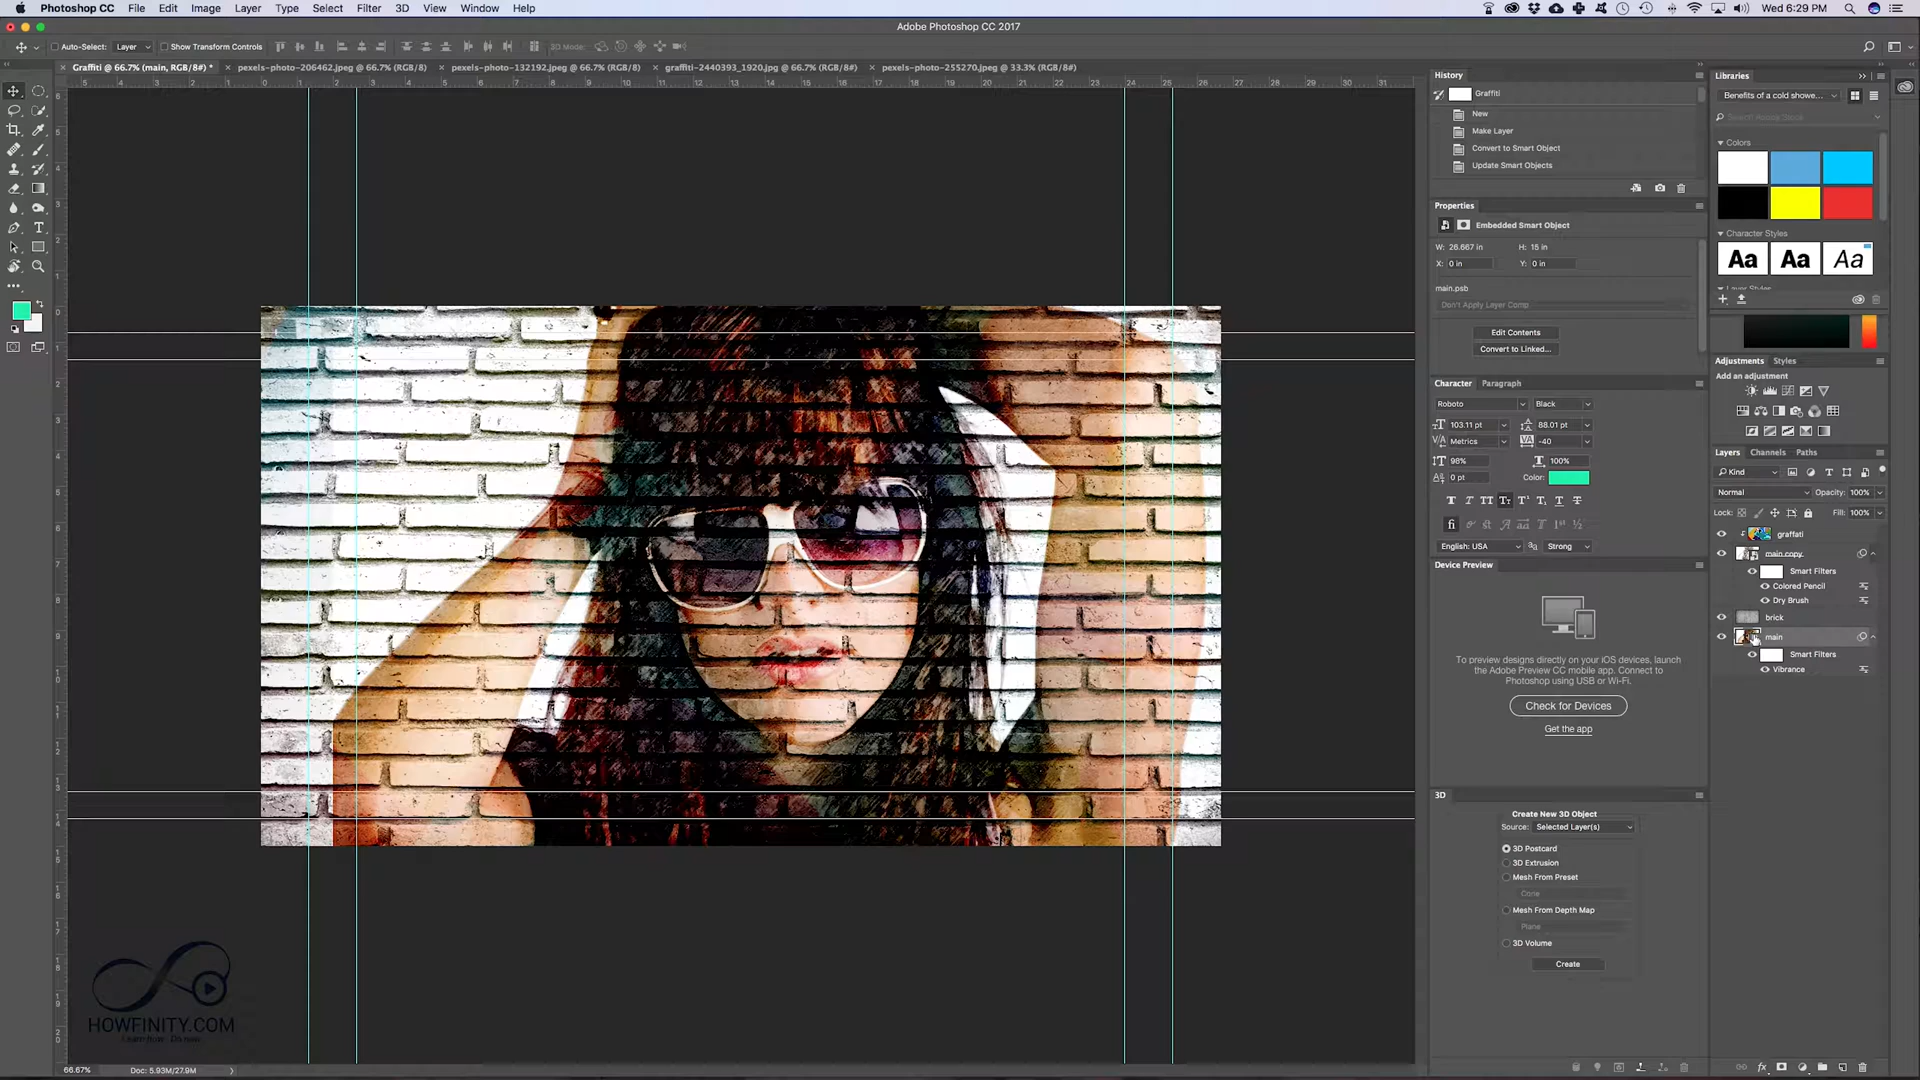 Photoshop CC File Edit Image Layer Type Select Filter 3D View Window Help Wed 6:29 PM
Adobe Photoshop CC 2017
Auto-Select: Layer Show Transform Controls 3D Mode:
Graffiti @ 66.7% (main, RGB/8#) * pexels-photo-206462.jpeg @ 66.7% (RGB/8) pexels-photo-132192.jpeg @ 66.7% (RGB/8) graffiti-2440393_1920.jpg @ 66.7% (RGB/8#) pexels-photo-255270.jpeg @ 33.3% (RGB/8#)
History
Graffiti
New
Make Layer
Convert to Smart Object
Update Smart Objects
Properties
Embedded Smart Object
W: 26.667 in H: 15 in
X: 0 in Y: 0 in
main.psb
Don't Apply Layer Comp
Edit Contents
Convert to Linked...
Character Paragraph
Roboto Black
103.11 pt 88.01 pt
Metrics -40
98% 100%
0 pt Color:
English: USA Strong
Device Preview
To preview designs directly on your iOS devices, launch
the Adobe Preview CC mobile app. Connect to
Photoshop using USB or Wi-Fi.
Check for Devices
Get the app
3D
Create New 3D Object
Source: Selected Layer(s)
3D Postcard
3D Extrusion
Mesh From Preset
Cone
Mesh From Depth Map
Plane
3D Volume
Create
Libraries
Benefits of a cold showe...
Search Adobe Stock
Colors
Character Styles
Aa Aa Aa
Layer Styles
Adjustments Styles
Add an adjustment
Layers Channels Paths
Kind
Normal Opacity: 100%
Lock: Fill: 100%
graffati
main copy
Smart Filters
Colored Pencil
Dry Brush
brick
main
Smart Filters
Vibrance
HOWFINITY.COM
Learn how. Do now.
66.67% Doc: 5.93M/27.9M